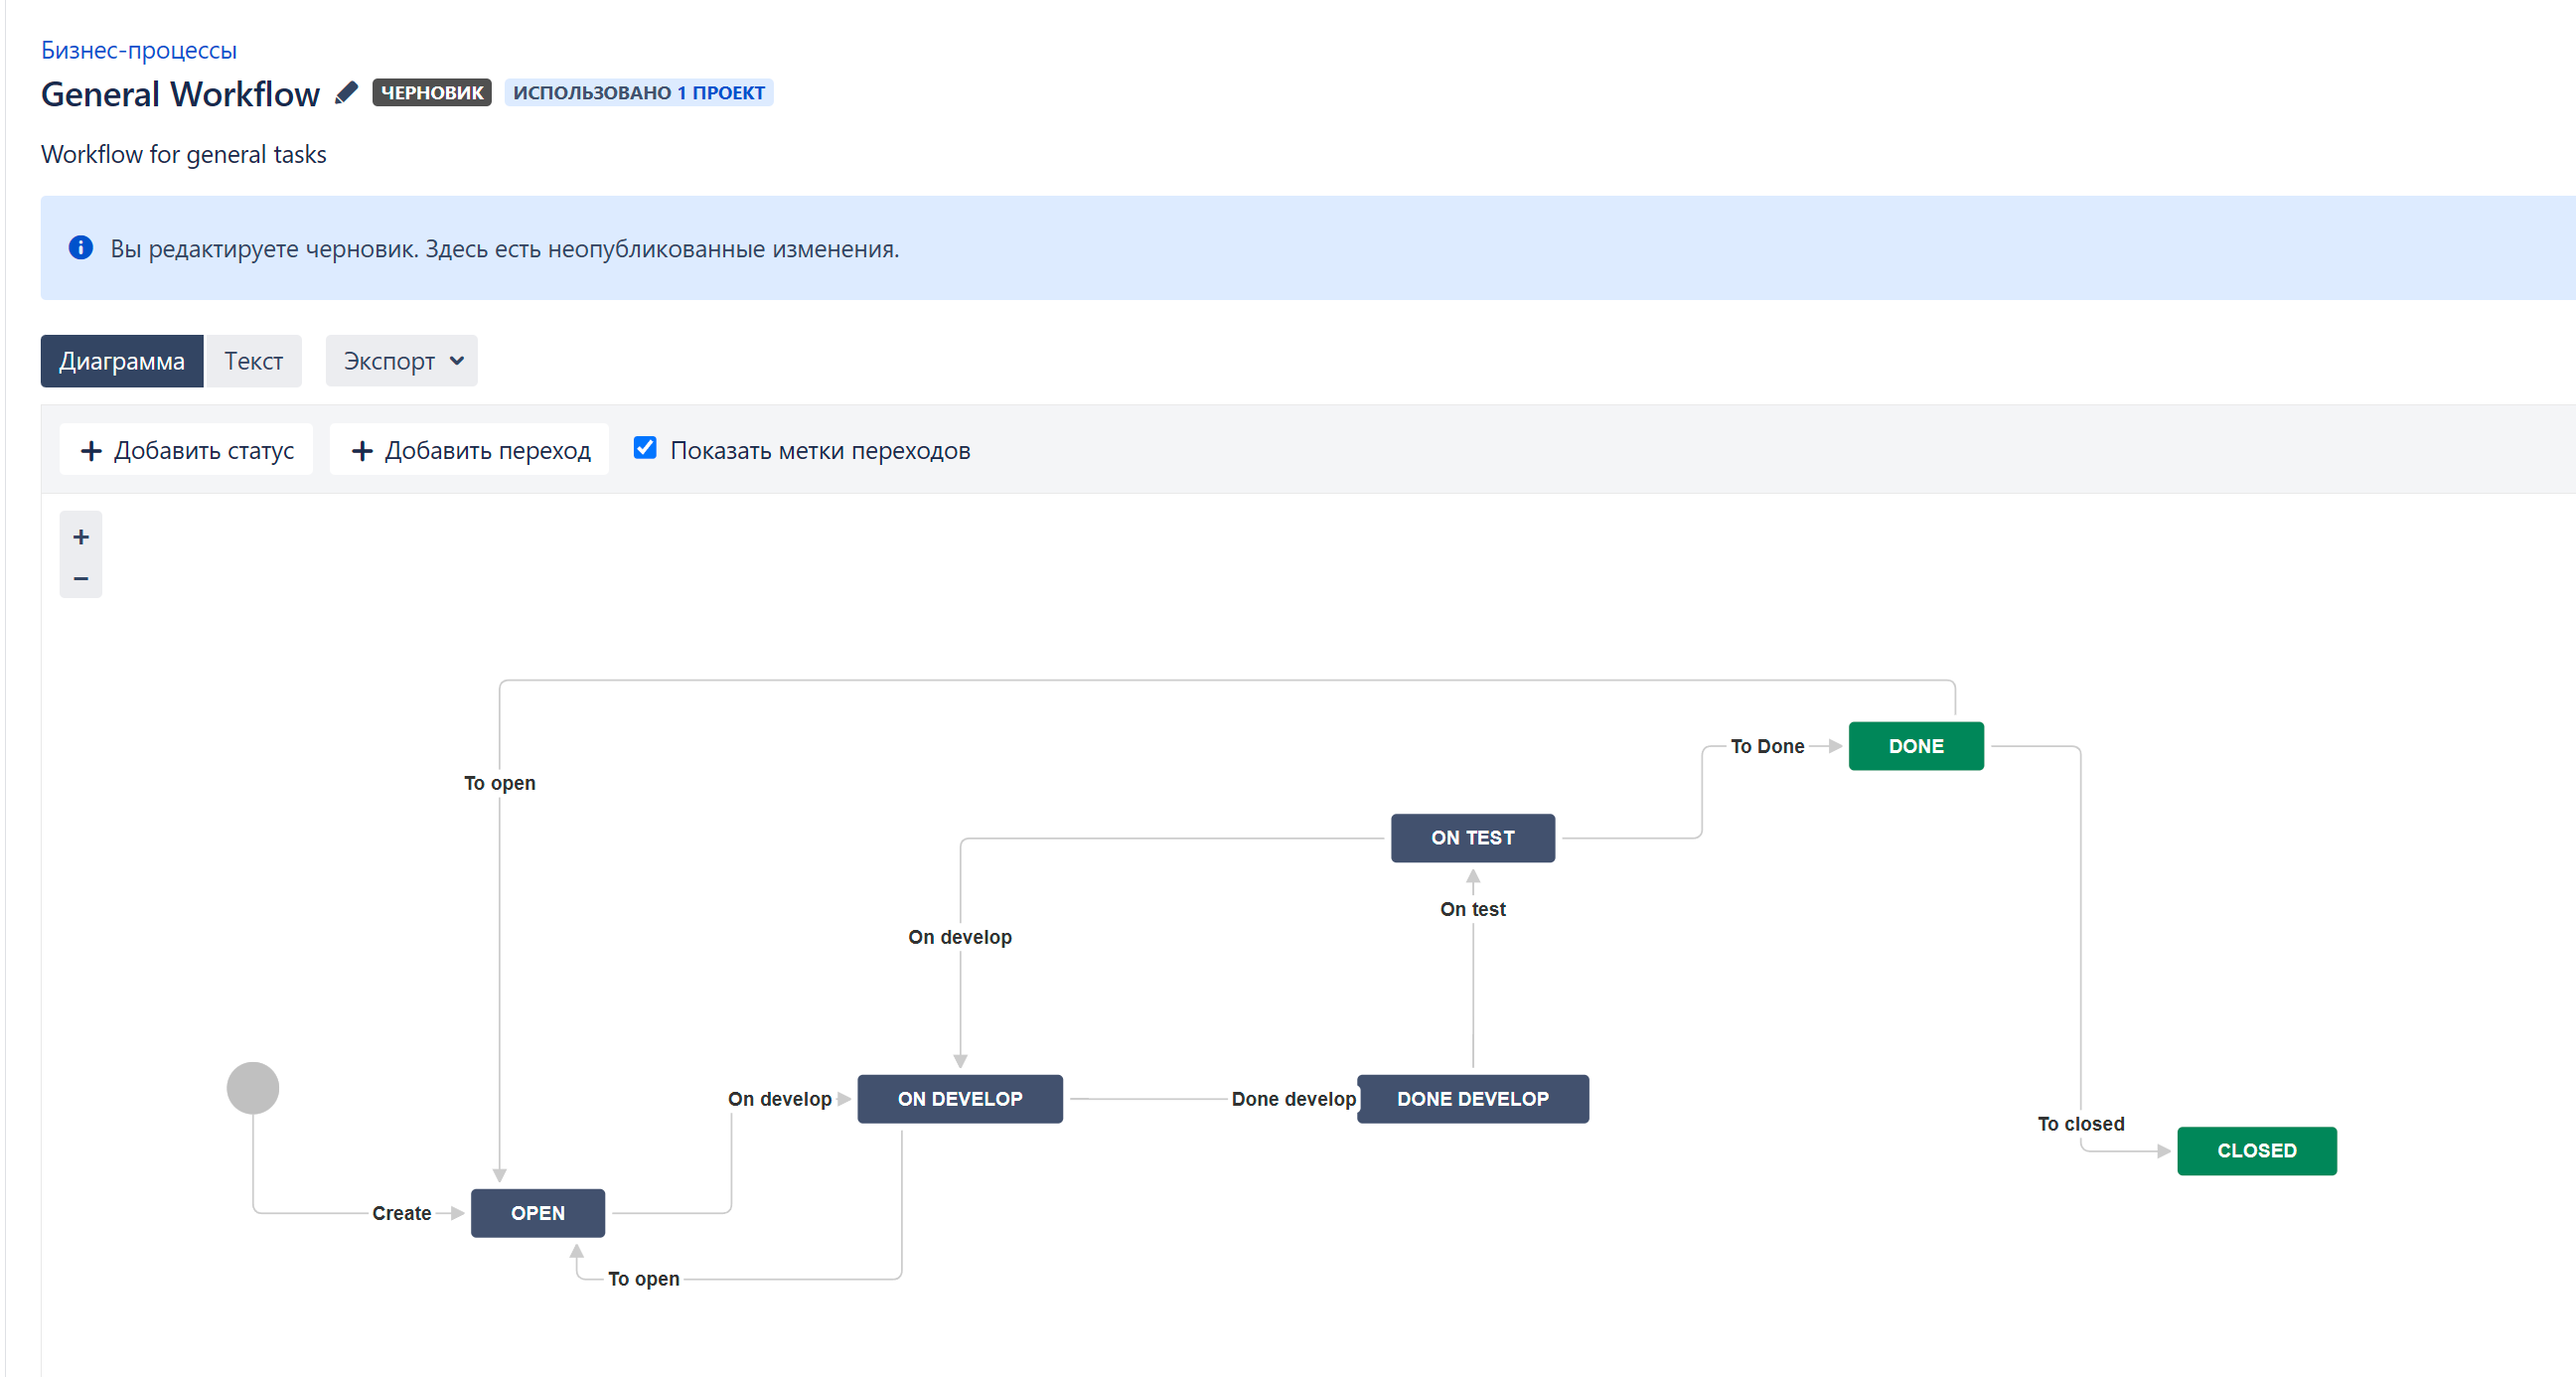 Бизнес-процессы
General Workflow ЧЕРНОВИК ИСПОЛЬЗОВАНО 1 ПРОЕКТ
Workflow for general tasks
Вы редактируете черновик. Здесь есть неопубликованные изменения.
Диаграмма Текст Экспорт
+ Добавить статус + Добавить переход Показать метки переходов
+
−
To Done DONE
To open
ON TEST
On test
On develop
On develop ON DEVELOP Done develop DONE DEVELOP
To closed
CLOSED
Create OPEN
To open